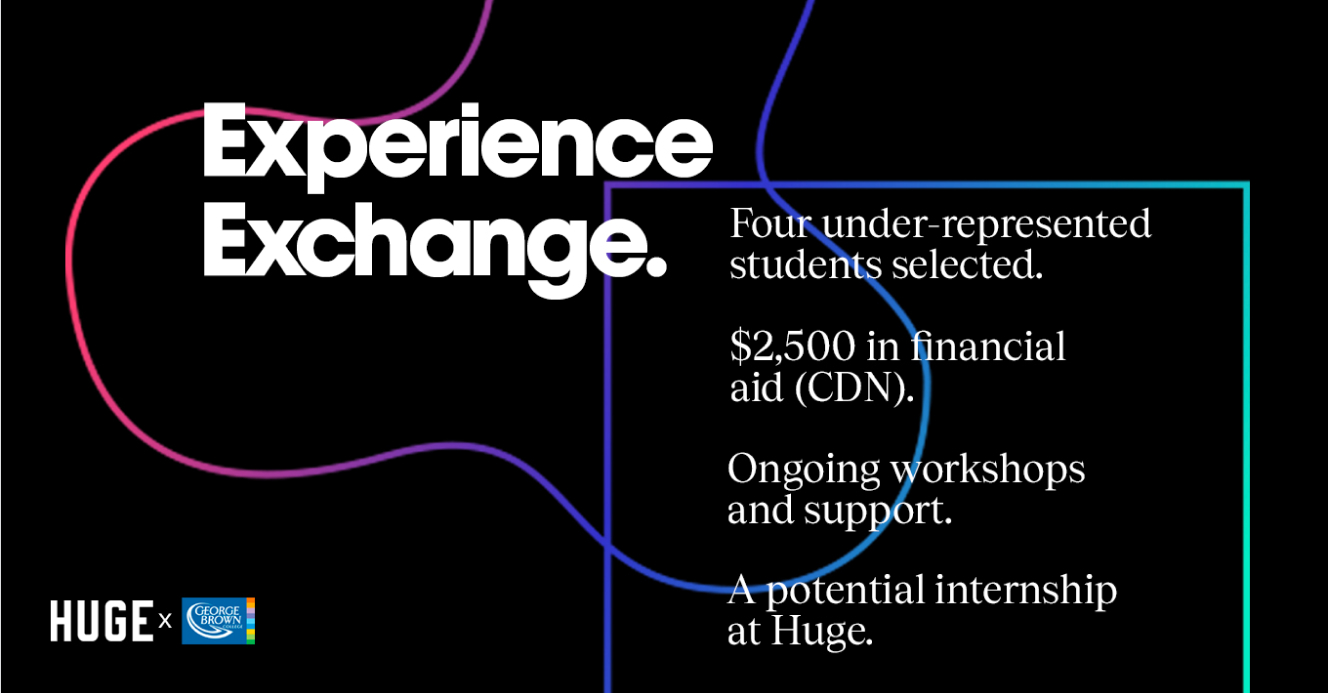 Experience
Exchange.
Four under-represented
students selected.
$2,500 in financial
aid (CDN).
Ongoing workshops
and support.
A potential internship
at Huge.
HUGE x GEORGE
BROWN
COLLEGE